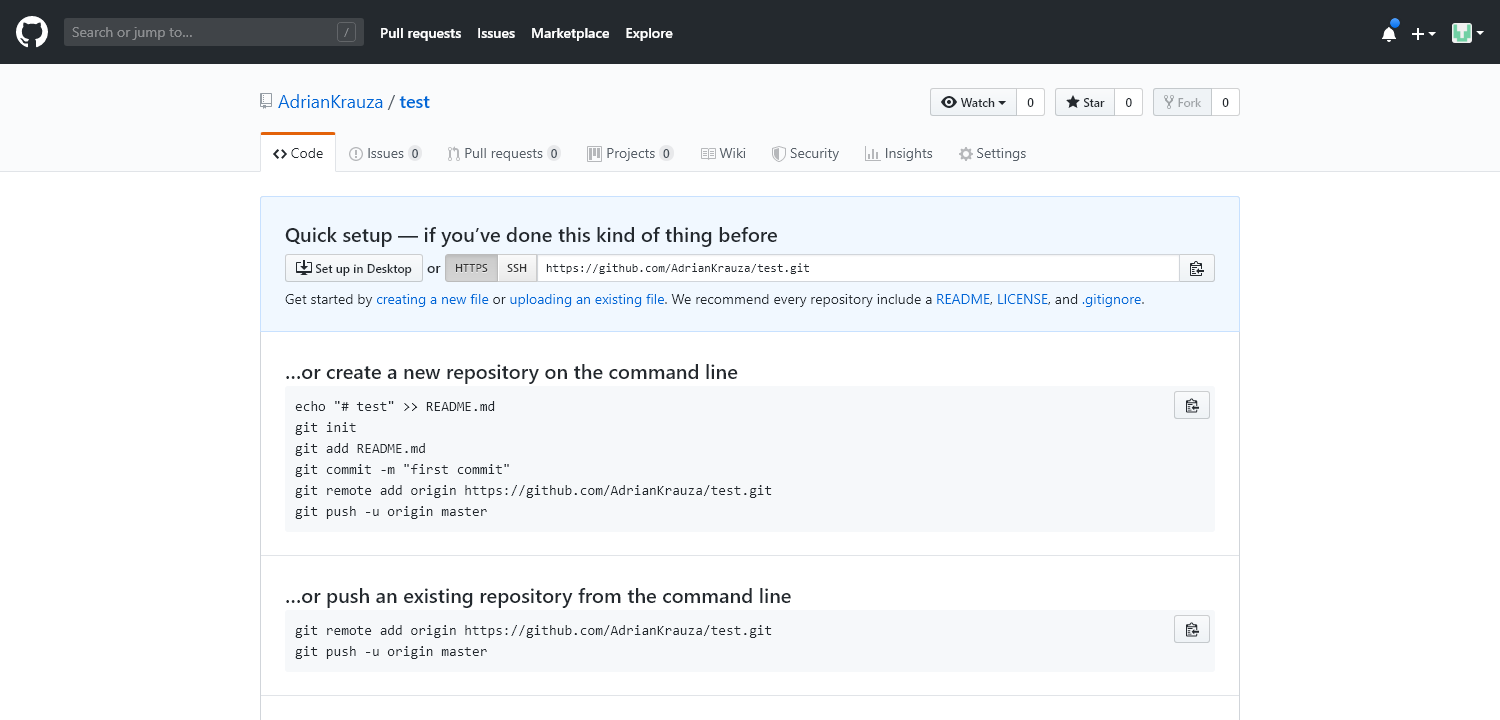 Search or jump to... /
Pull requests Issues Marketplace Explore
AdrianKrauza / test
Watch 0 Star 0 Fork 0
Code Issues 0 Pull requests 0 Projects 0 Wiki Security Insights Settings
Quick setup — if you’ve done this kind of thing before
Set up in Desktop or HTTPS SSH https://github.com/AdrianKrauza/test.git
Get started by creating a new file or uploading an existing file. We recommend every repository include a README, LICENSE, and .gitignore.
…or create a new repository on the command line
echo "# test" >> README.md
git init
git add README.md
git commit -m "first commit"
git remote add origin https://github.com/AdrianKrauza/test.git
git push -u origin master
…or push an existing repository from the command line
git remote add origin https://github.com/AdrianKrauza/test.git
git push -u origin master